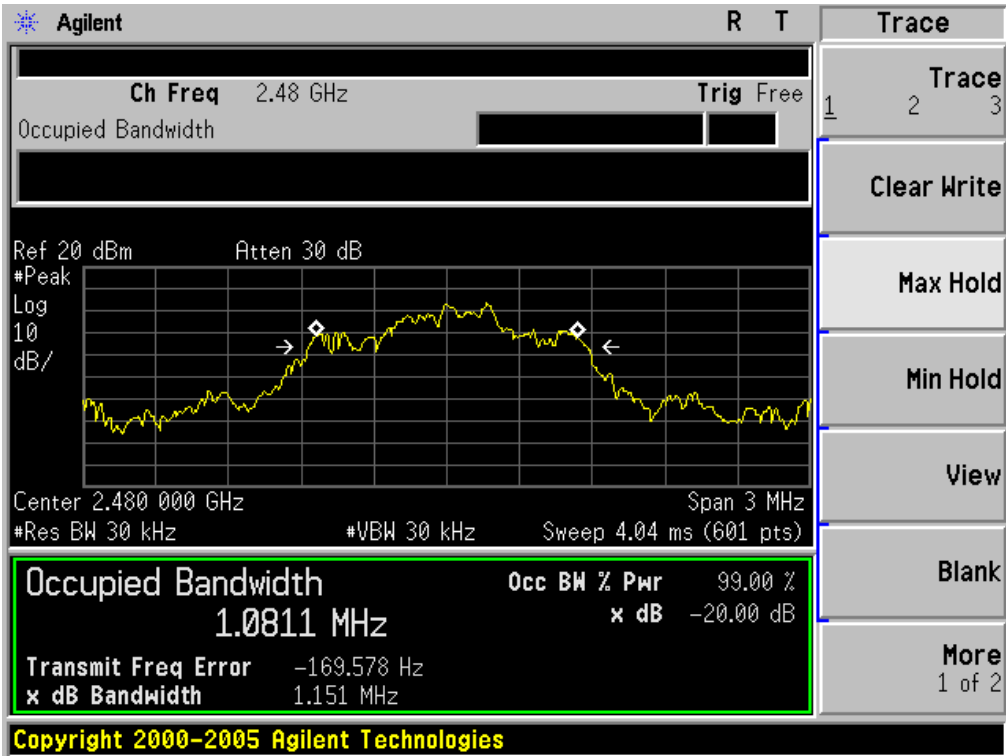 Agilent R T Trace
Ch Freq 2.48 GHz Trig Free
Occupied Bandwidth
Trace
1 2 3
Clear Write
Max Hold
Min Hold
View
Blank
More
1 of 2
Ref 20 dBm Atten 30 dB
#Peak
Log
10
dB/
Center 2.480 000 GHz Span 3 MHz
#Res BW 30 kHz #VBW 30 kHz Sweep 4.04 ms (601 pts)
Occupied Bandwidth Occ BW % Pwr 99.00 %
1.0811 MHz x dB -20.00 dB
Transmit Freq Error -169.578 Hz
x dB Bandwidth 1.151 MHz
Copyright 2000-2005 Agilent Technologies